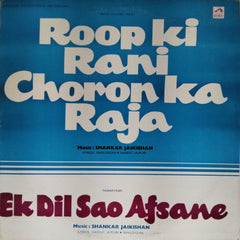 Roop ki
Rani
Choron ka
Raja
Music : SHANKAR JAIKISHAN
Ek Dil Sao Afsane
Music : SHANKAR JAIKISHAN